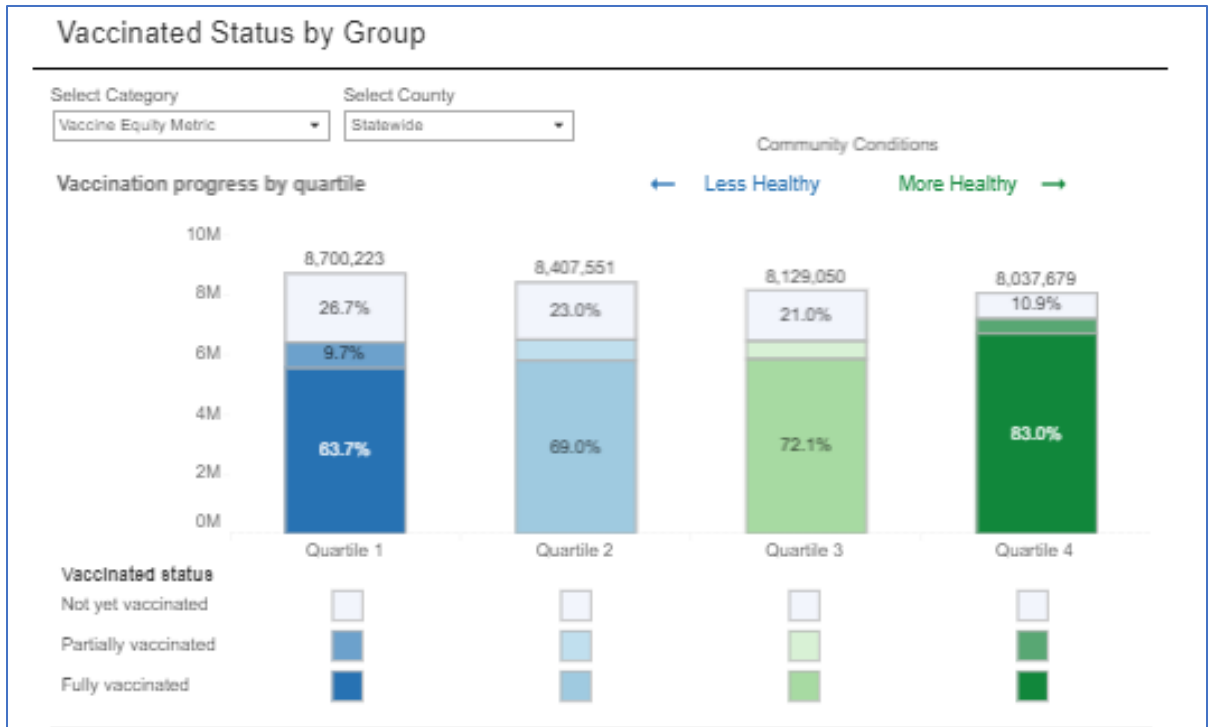 Vaccinated Status by Group
Select Category Select County
Vaccine Equity Metric Statewide
Community Conditions
Vaccination progress by quartile ← Less Healthy More Healthy →
10M
8,700,223 8,407,551 8,129,050 8,037,679
8M
26.7% 23.0% 21.0% 10.9%
6M
9.7%
4M
63.7% 69.0% 72.1% 83.0%
2M
0M
Quartile 1 Quartile 2 Quartile 3 Quartile 4
Vaccinated status
Not yet vaccinated
Partially vaccinated
Fully vaccinated